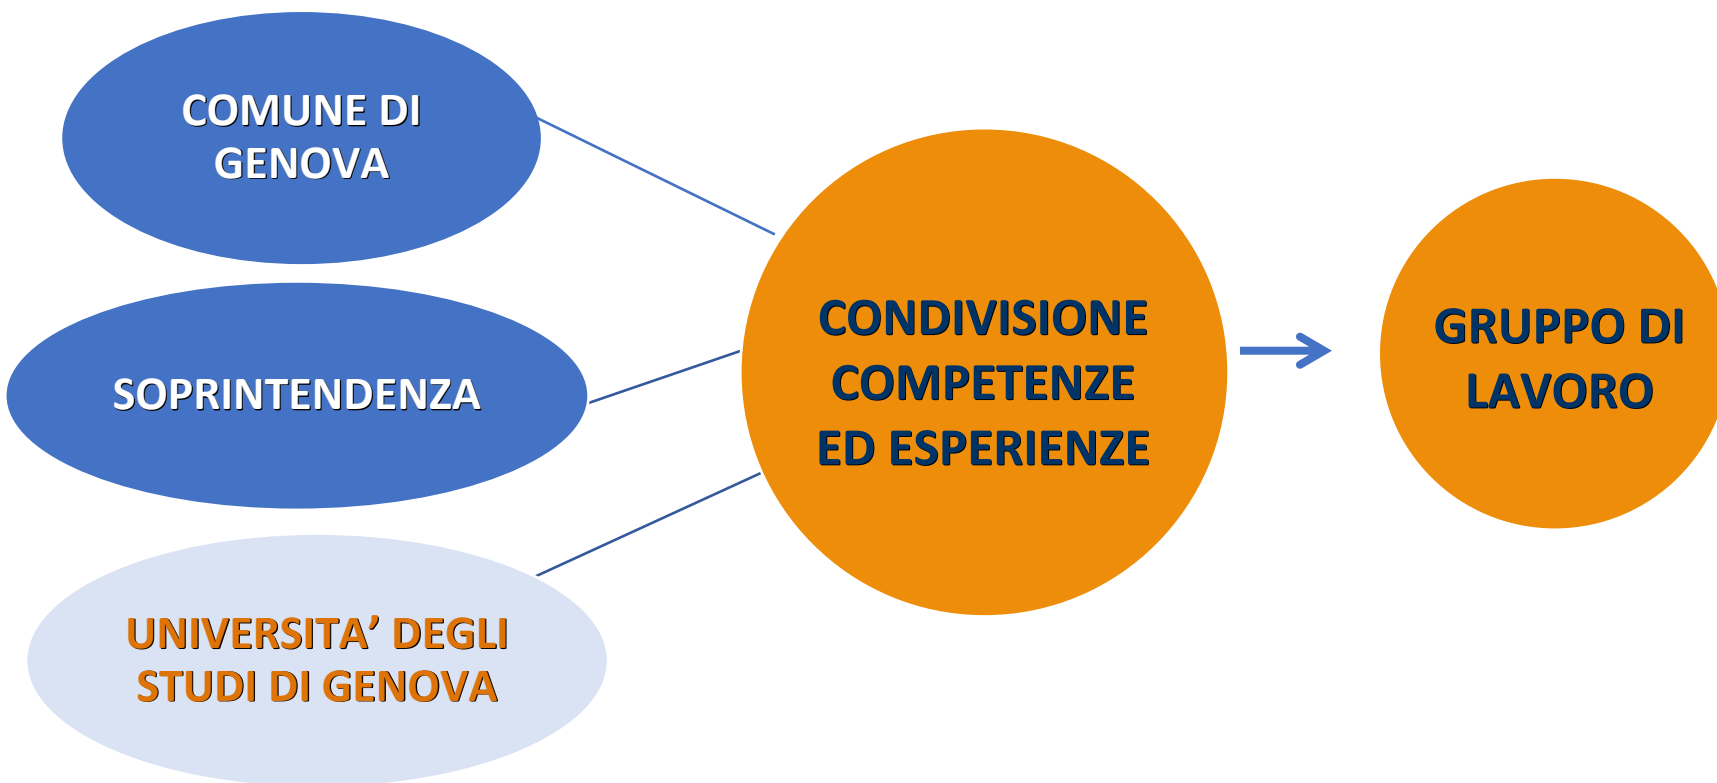 COMUNE DI
GENOVA
SOPRINTENDENZA
UNIVERSITA’ DEGLI
STUDI DI GENOVA
CONDIVISIONE
COMPETENZE
ED ESPERIENZE
GRUPPO DI
LAVORO